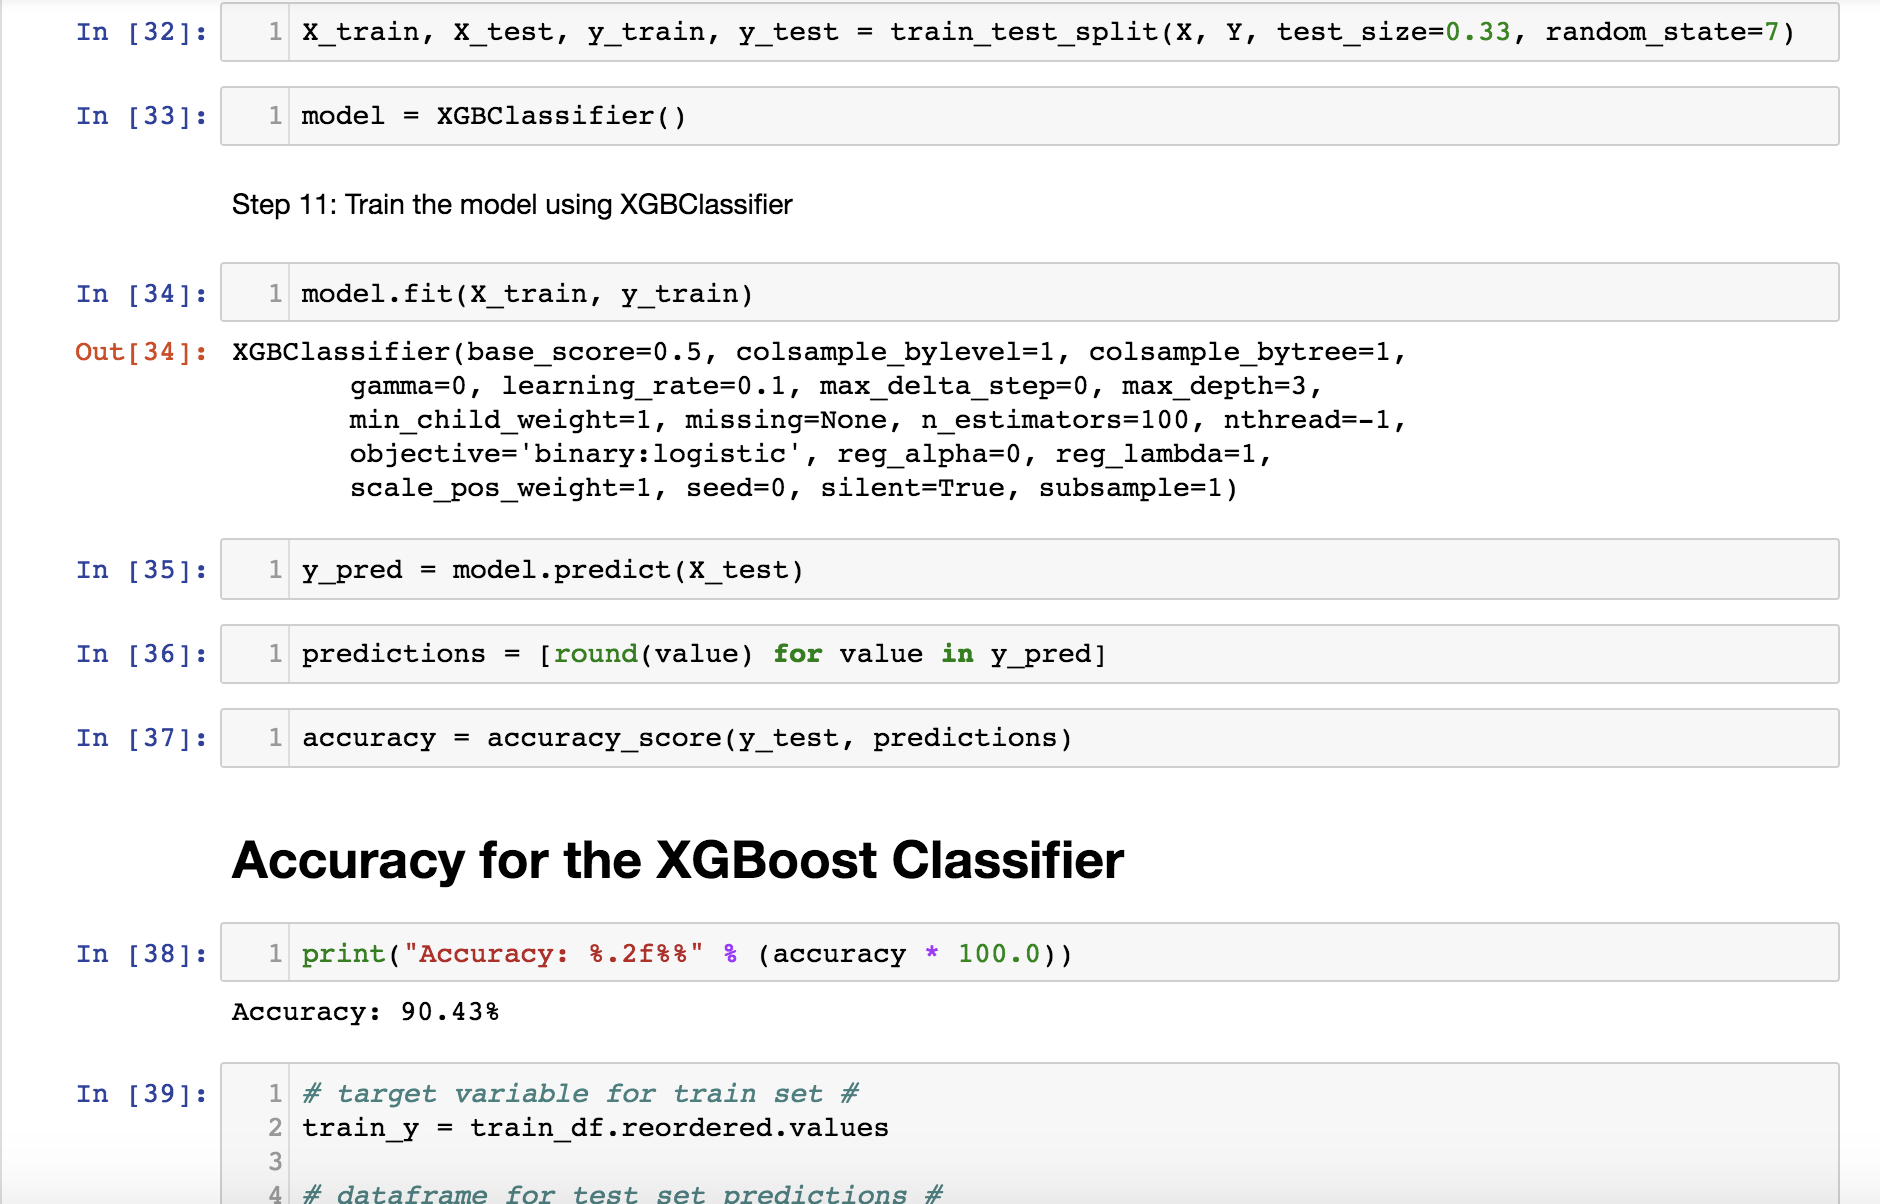 In [32]: 1 X_train, X_test, y_train, y_test = train_test_split(X, Y, test_size=0.33, random_state=7)
In [33]: 1 model = XGBClassifier()
Step 11: Train the model using XGBClassifier
In [34]: 1 model.fit(X_train, y_train)
Out[34]: XGBClassifier(base_score=0.5, colsample_bylevel=1, colsample_bytree=1,
gamma=0, learning_rate=0.1, max_delta_step=0, max_depth=3,
min_child_weight=1, missing=None, n_estimators=100, nthread=-1,
objective='binary:logistic', reg_alpha=0, reg_lambda=1,
scale_pos_weight=1, seed=0, silent=True, subsample=1)
In [35]: 1 y_pred = model.predict(X_test)
In [36]: 1 predictions = [round(value) for value in y_pred]
In [37]: 1 accuracy = accuracy_score(y_test, predictions)
Accuracy for the XGBoost Classifier
In [38]: 1 print("Accuracy: %.2f%%" % (accuracy * 100.0))
Accuracy: 90.43%
In [39]: 1 # target variable for train set #
2 train_y = train_df.reordered.values
3
4 # dataframe for test set predictions #